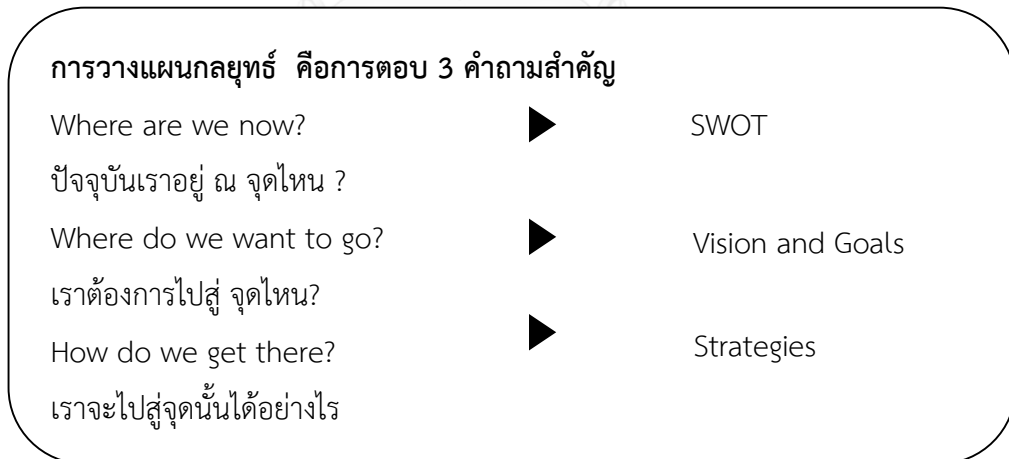 การวางแผนกลยุทธ์ คือการตอบ 3 คำถามสำคัญ
Where are we now? SWOT
ปัจจุบันเราอยู่ ณ จุดไหน ?
Where do we want to go? Vision and Goals
เราต้องการไปสู่ จุดไหน?
How do we get there? Strategies
เราจะไปสู่จุดนั้นได้อย่างไร